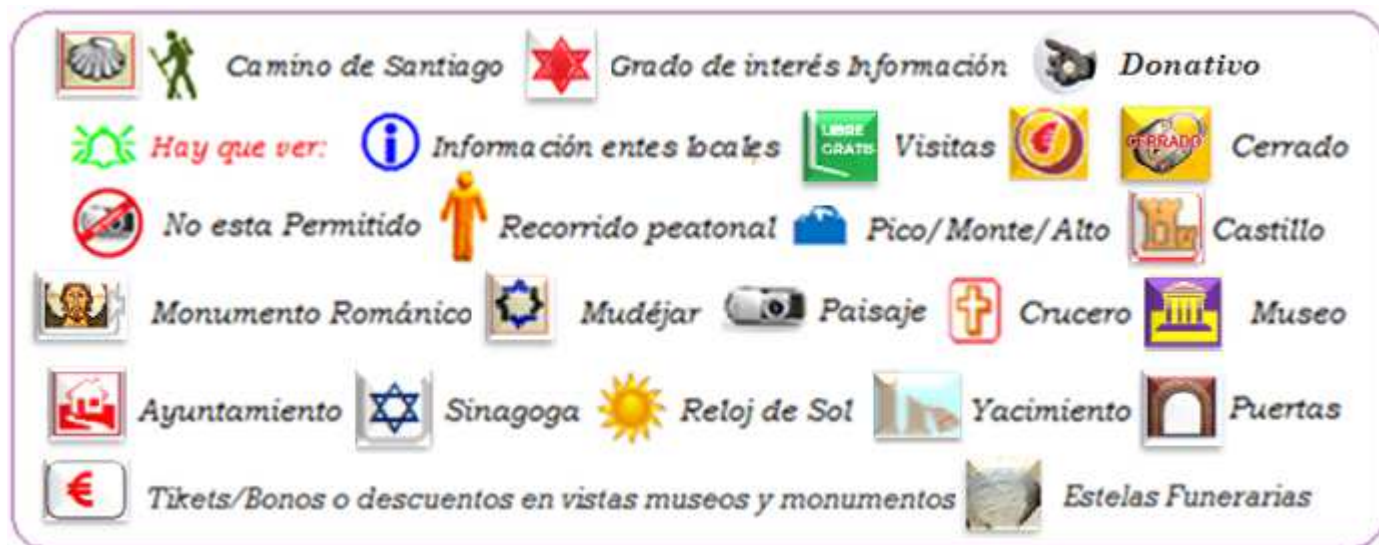 Camino de Santiago Grado de interés Información Donativo
Hay que ver: i Información entes locales LIBRE GRATIS Visitas € CERRADO Cerrado
No esta Permitido Recorrido peatonal Pico/Monte/Alto Castillo
Monumento Románico Mudéjar Paisaje Crucero Museo
Ayuntamiento Sinagoga Reloj de Sol Yacimiento Puertas
€ Tikets/Bonos o descuentos en vistas museos y monumentos Estelas Funerarias